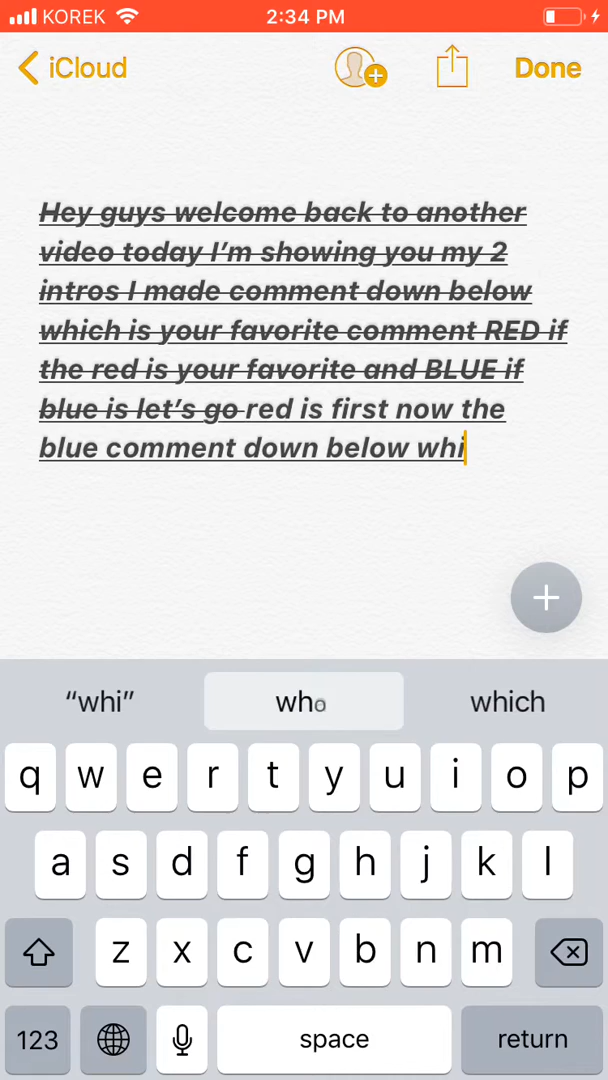 KOREK 2:34 PM
iCloud Done
Hey guys welcome back to another
video today I’m showing you my 2
intros I made comment down below
which is your favorite comment RED if
the red is your favorite and BLUE if
blue is let’s go red is first now the
blue comment down below whi
“whi” who which
q w e r t y u i o p
a s d f g h j k l
z x c v b n m
123 space return